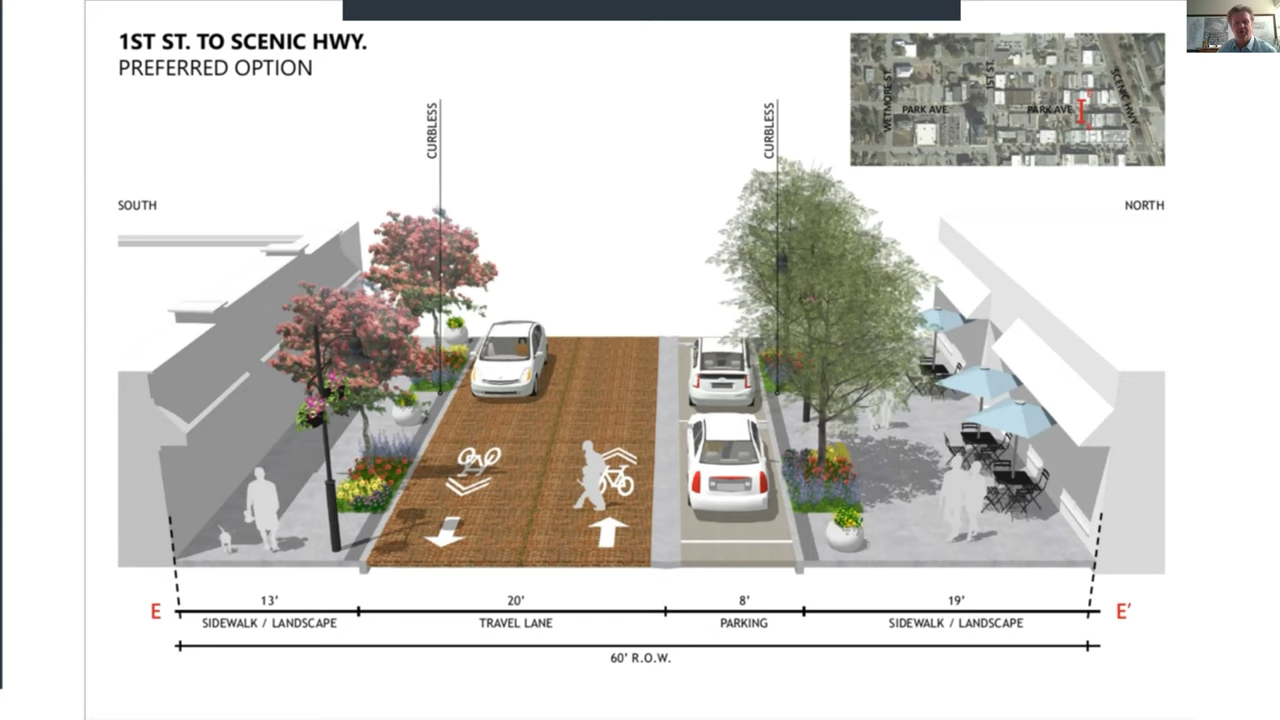 1ST ST. TO SCENIC HWY.
PREFERRED OPTION
WETMORE ST.
PARK AVE.
1ST ST.
PARK AVE.
SCENIC HWY
CURBLESS
CURBLESS
SOUTH
NORTH
E
13'
20'
8'
19'
E'
SIDEWALK / LANDSCAPE
TRAVEL LANE
PARKING
SIDEWALK / LANDSCAPE
60' R.O.W.